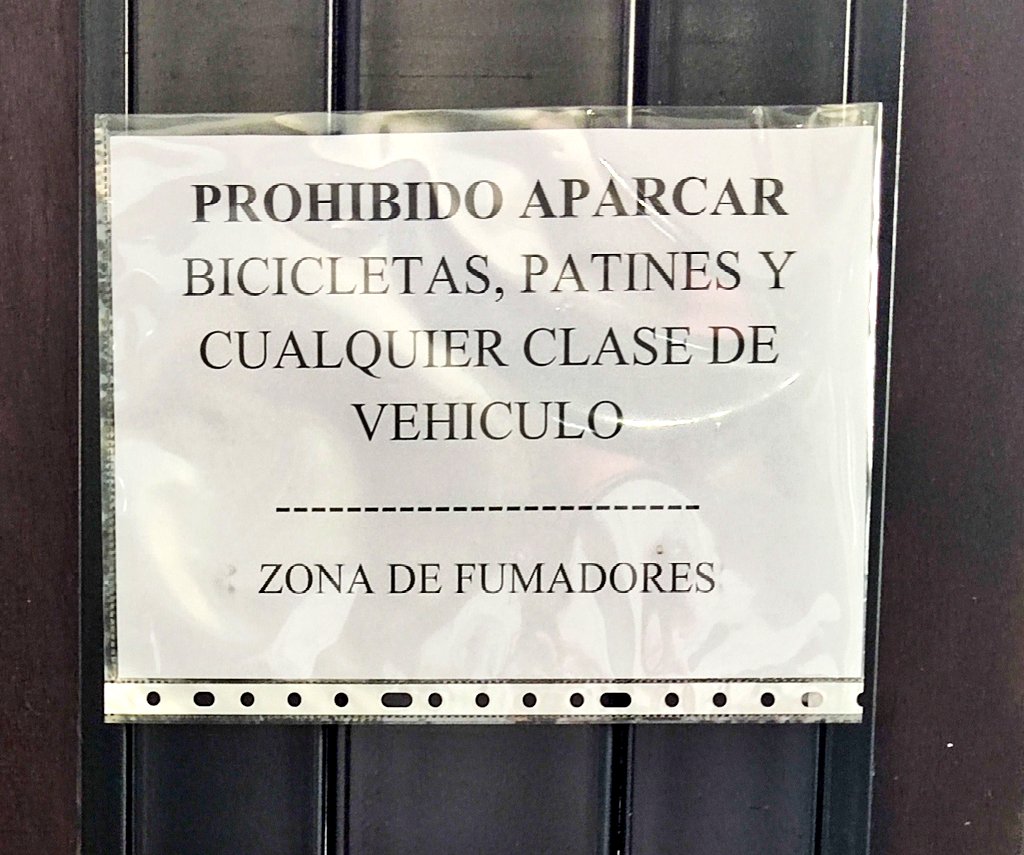 PROHIBIDO APARCAR
BICICLETAS, PATINES Y
CUALQUIER CLASE DE
VEHICULO
------------------------
ZONA DE FUMADORES